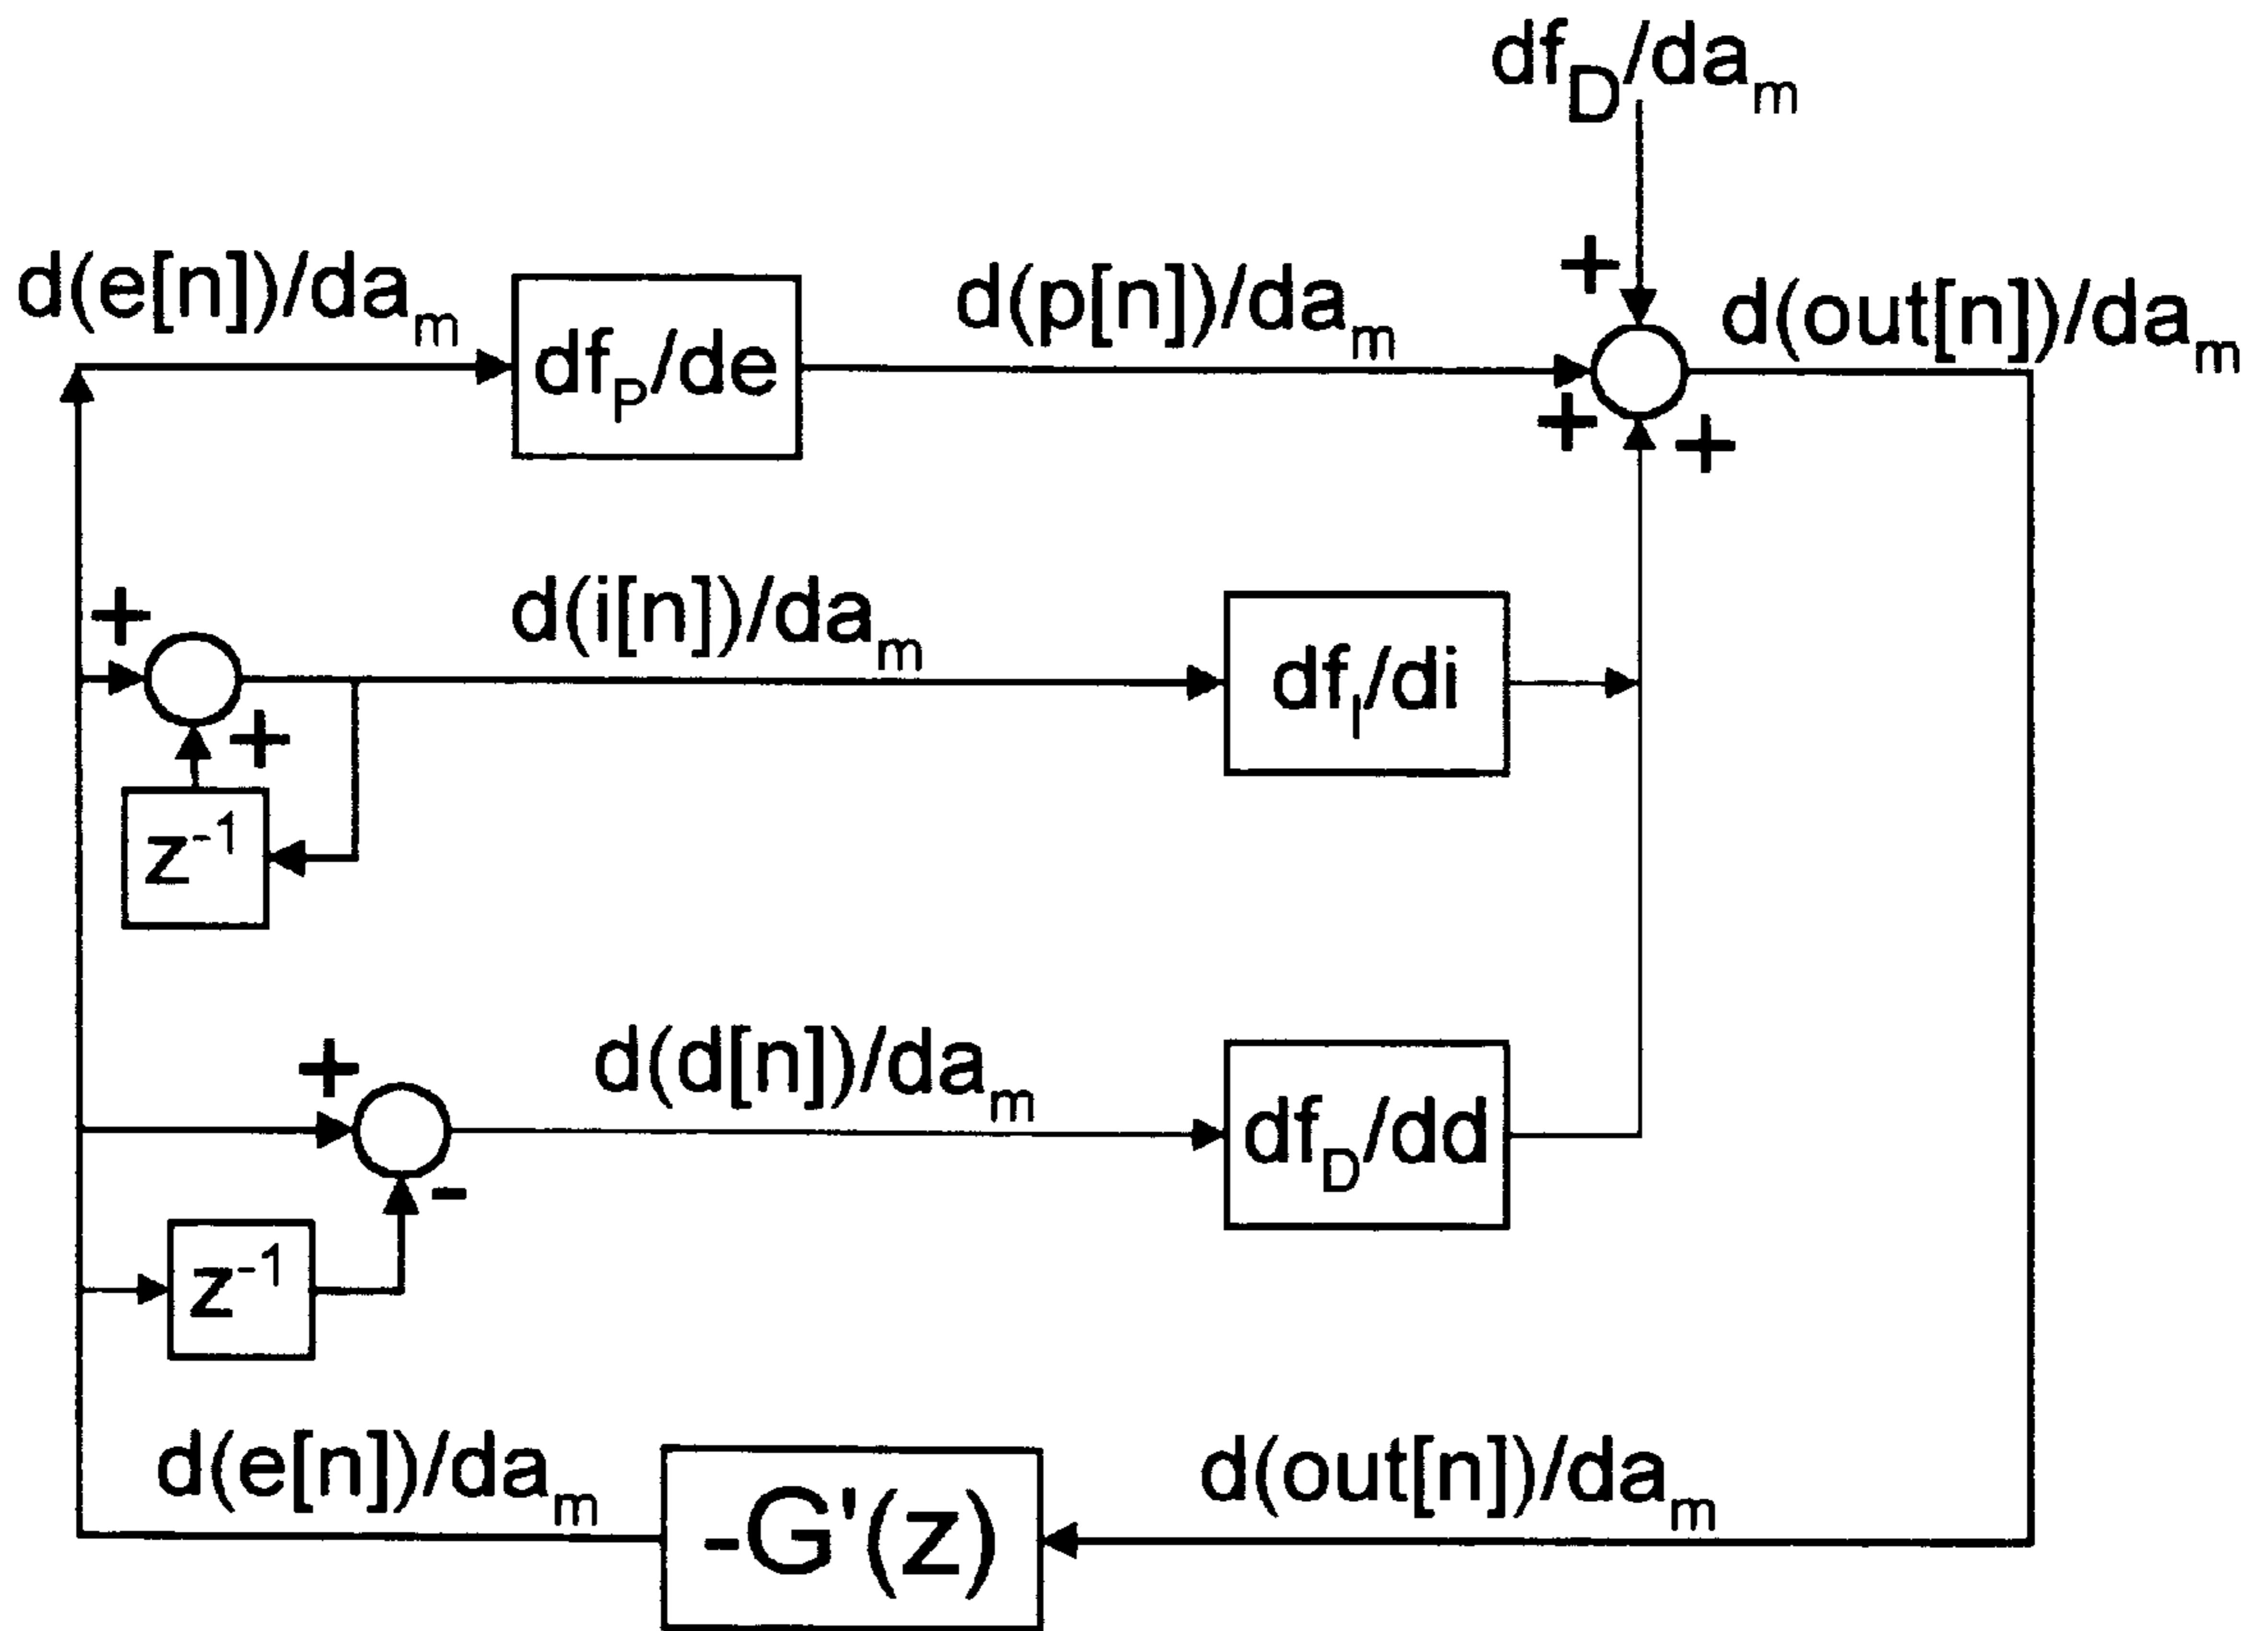 df_D/da_m
+
d(e[n])/da_m
df_P/de
d(p[n])/da_m
d(out[n])/da_m
+
+
+
d(i[n])/da_m
df_I/di
+
z^-1
+
d(d[n])/da_m
df_D/dd
-
z^-1
d(e[n])/da_m
-G'(z)
d(out[n])/da_m